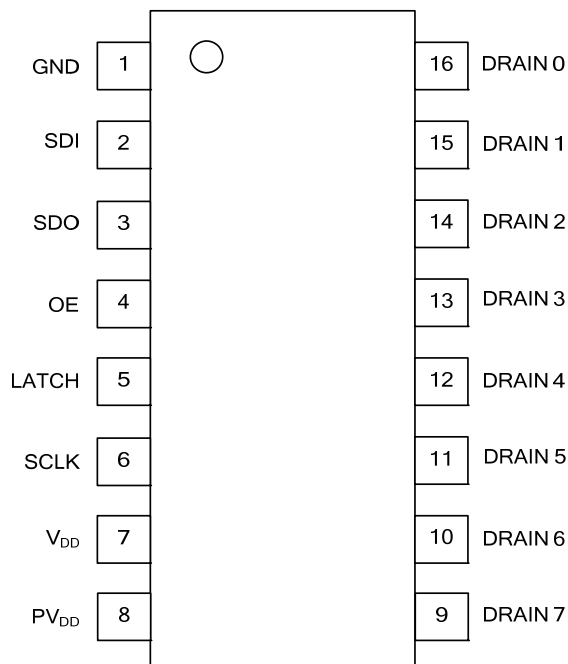 GND 1 16 DRAIN 0
SDI 2 15 DRAIN 1
SDO 3 14 DRAIN 2
OE 4 13 DRAIN 3
LATCH 5 12 DRAIN 4
SCLK 6 11 DRAIN 5
VDD 7 10 DRAIN 6
PVDD 8 9 DRAIN 7